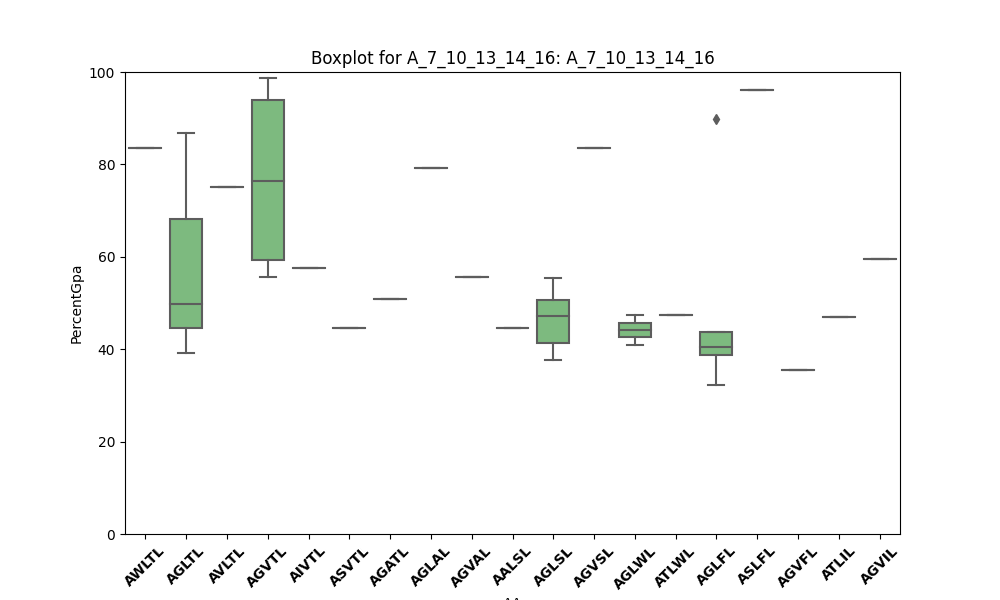 Boxplot for A_7_10_13_14_16: A_7_10_13_14_16
100
80
60
40
20
0
PercentGpa
AWLTL AGLTL AVLTL AGVTL AIVTL ASVTL AGATL AGLAL AGVAL AALSL AGLSL AGVSL AGLWL ATLWL AGLFL ASLFL AGVFL ATLIL AGVIL